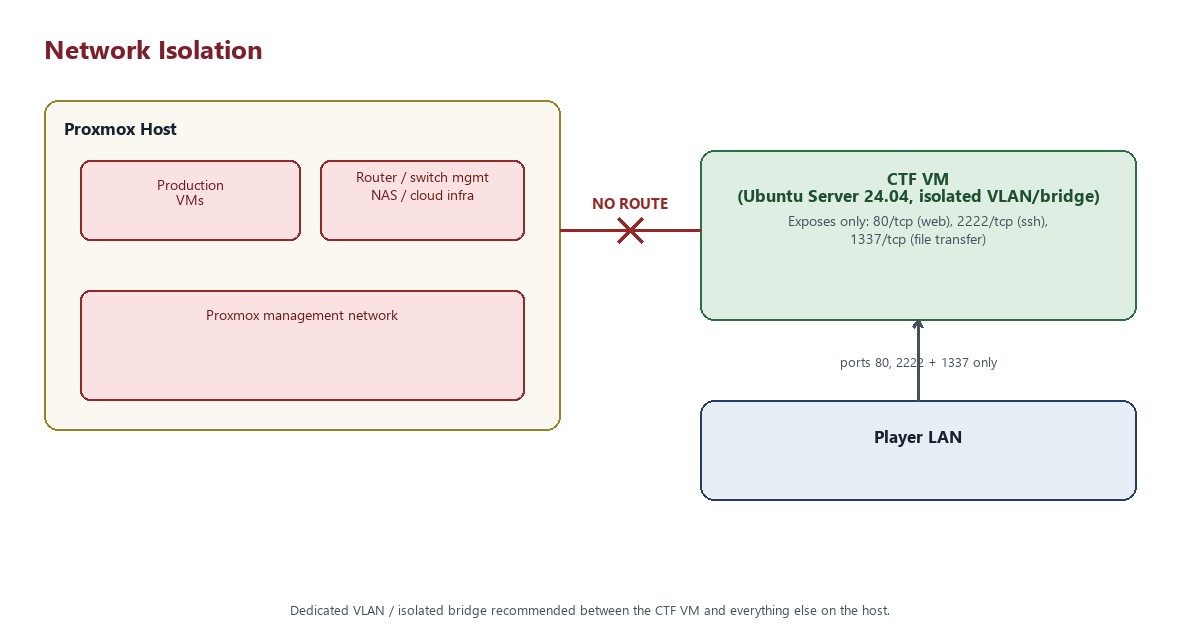 Network Isolation
Proxmox Host
Production
VMs
Router / switch mgmt
NAS / cloud infra
Proxmox management network
NO ROUTE
CTF VM
(Ubuntu Server 24.04, isolated VLAN/bridge)
Exposes only: 80/tcp (web), 2222/tcp (ssh),
1337/tcp (file transfer)
ports 80, 2222 + 1337 only
Player LAN
Dedicated VLAN / isolated bridge recommended between the CTF VM and everything else on the host.